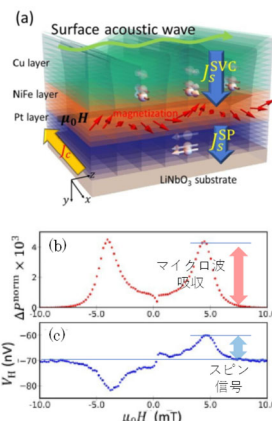 (a)
Surface acoustic wave
Cu layer
J_s^SVC
NiFe layer
μ₀H
magnetization
Pt layer
J_s^SP
J_c
z
y
x
LiNbO₃ substrate
(b)
ΔP^norm × 10³
4
2
0
マイクロ波
吸収
(c)
V_H (nV)
−60
−70
−80
スピン
信号
-10.0 -5.0 0.0 5.0 10.0
μ₀H (mT)